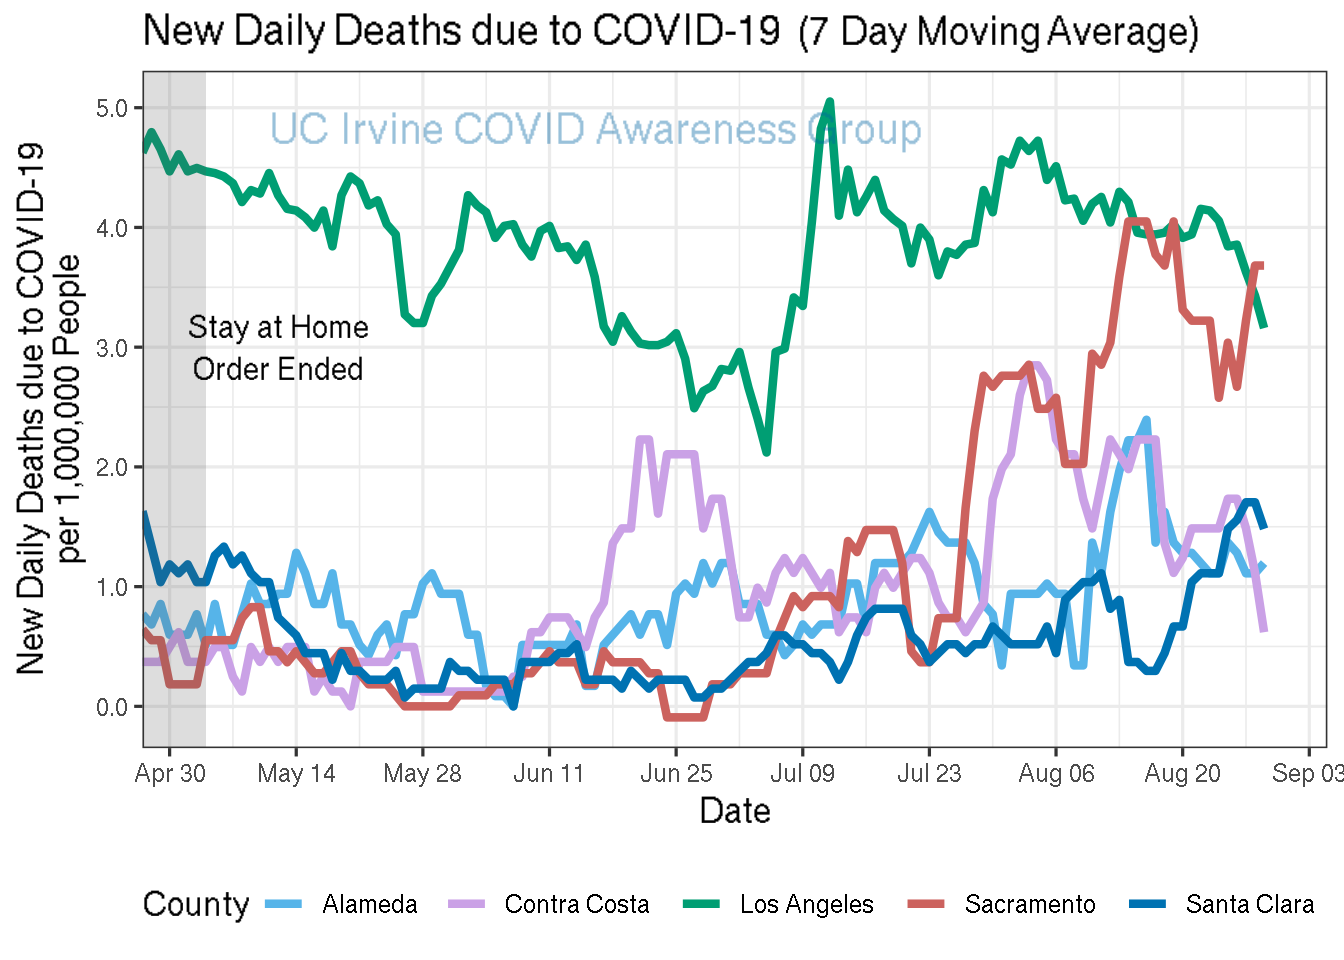 New Daily Deaths due to COVID-19 (7 Day Moving Average)
New Daily Deaths due to COVID-19
per 1,000,000 People
5.0
4.0
3.0
2.0
1.0
0.0
UC Irvine COVID Awareness Group
Stay at Home
Order Ended
Apr 30 May 14 May 28 Jun 11 Jun 25 Jul 09 Jul 23 Aug 06 Aug 20 Sep 03
Date
County Alameda Contra Costa Los Angeles Sacramento Santa Clara